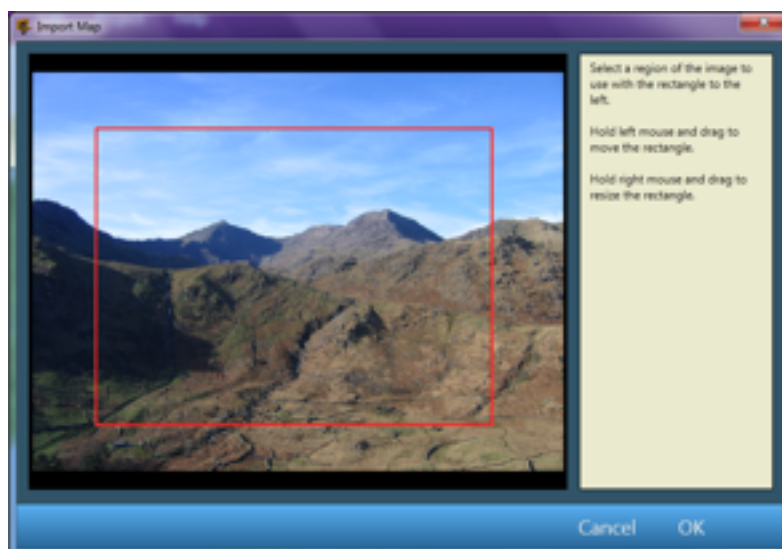 Import Map
Select a region of the image to
use with the rectangle to the
left.
Hold left mouse and drag to
move the rectangle.
Hold right mouse and drag to
resize the rectangle.
Cancel OK